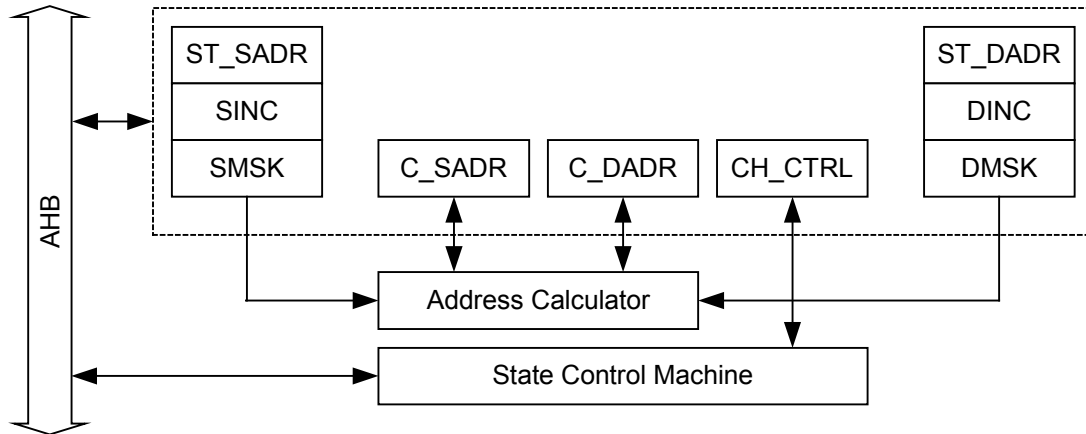 ST_SADR
SINC
SMSK
C_SADR
C_DADR
CH_CTRL
ST_DADR
DINC
DMSK
AHB
Address Calculator
State Control Machine